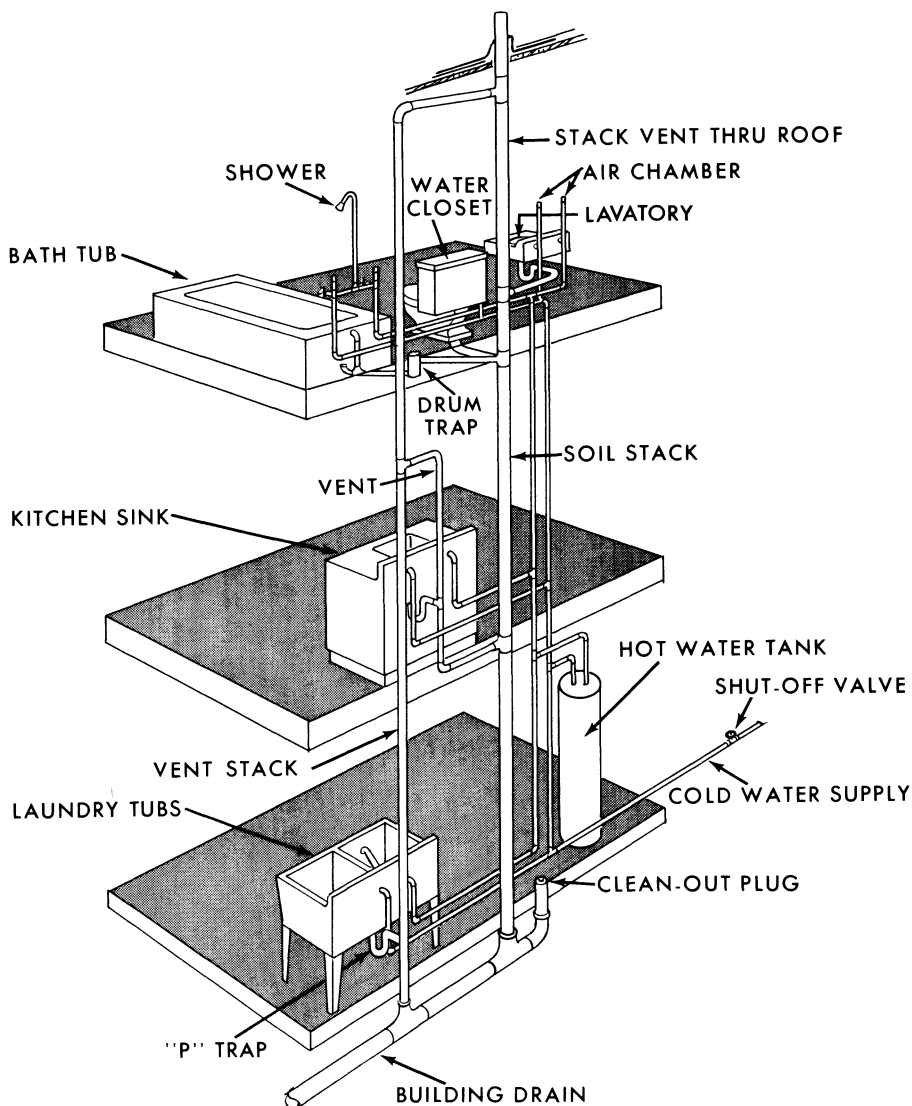 STACK VENT THRU ROOF
SHOWER
WATER
CLOSET
AIR CHAMBER
LAVATORY
BATH TUB
DRUM
TRAP
SOIL STACK
VENT
KITCHEN SINK
HOT WATER TANK
SHUT-OFF VALVE
VENT STACK
COLD WATER SUPPLY
LAUNDRY TUBS
CLEAN-OUT PLUG
"P" TRAP
BUILDING DRAIN